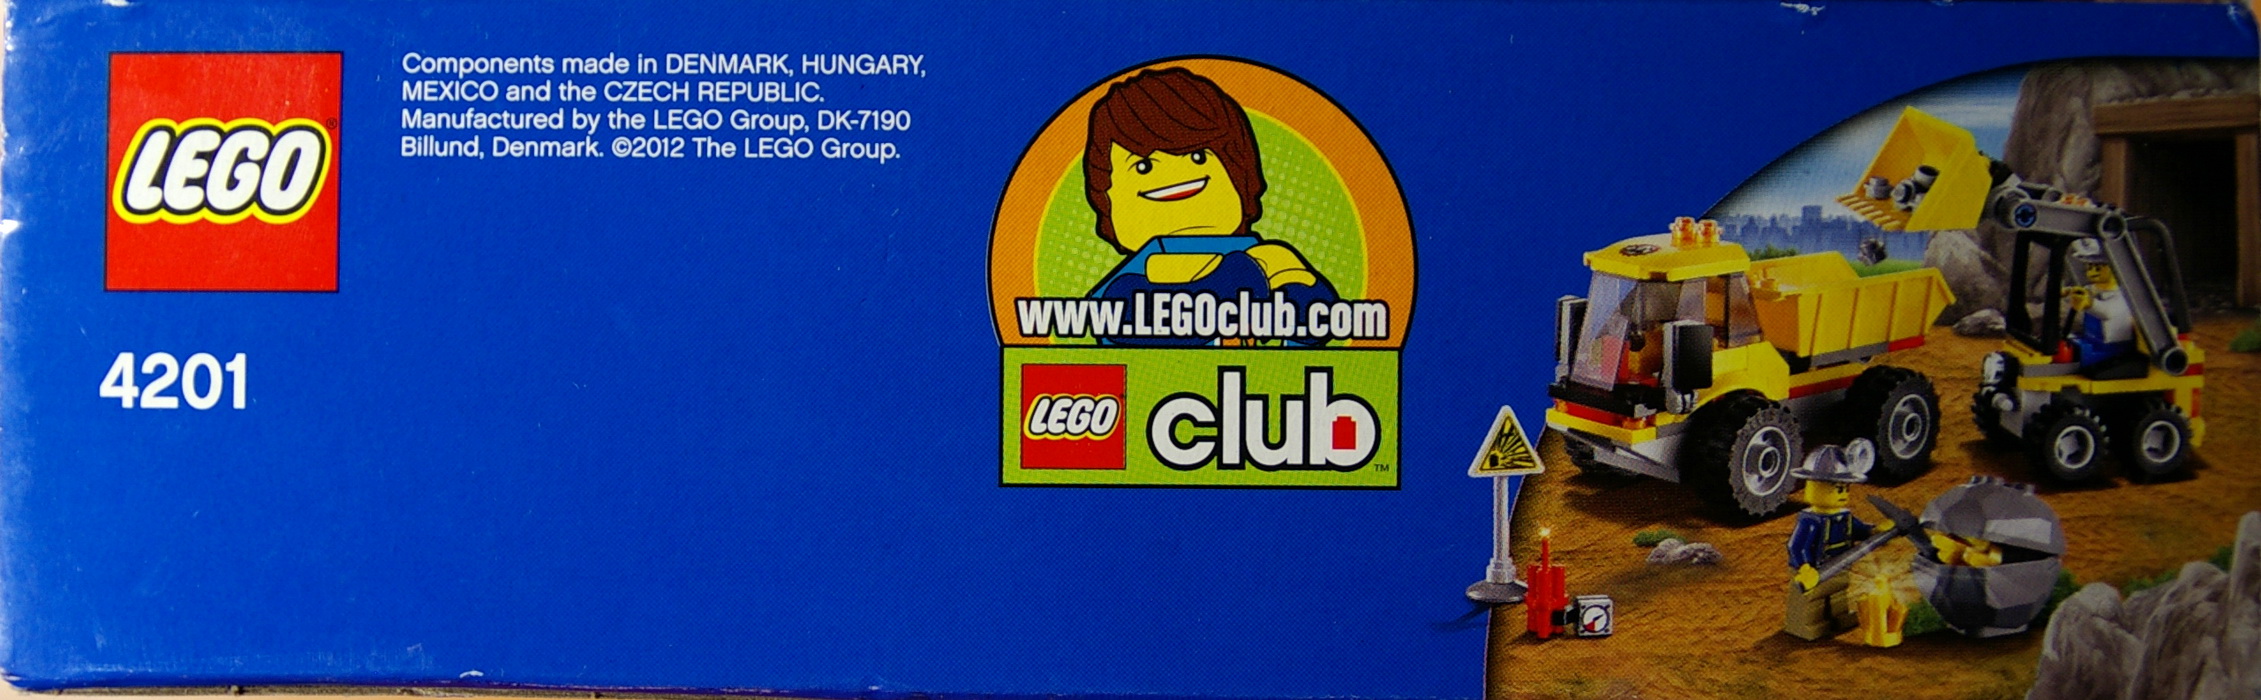 LEGO®
4201
Components made in DENMARK, HUNGARY,
MEXICO and the CZECH REPUBLIC.
Manufactured by the LEGO Group, DK-7190
Billund, Denmark. ©2012 The LEGO Group.
www.LEGOclub.com
LEGO club™